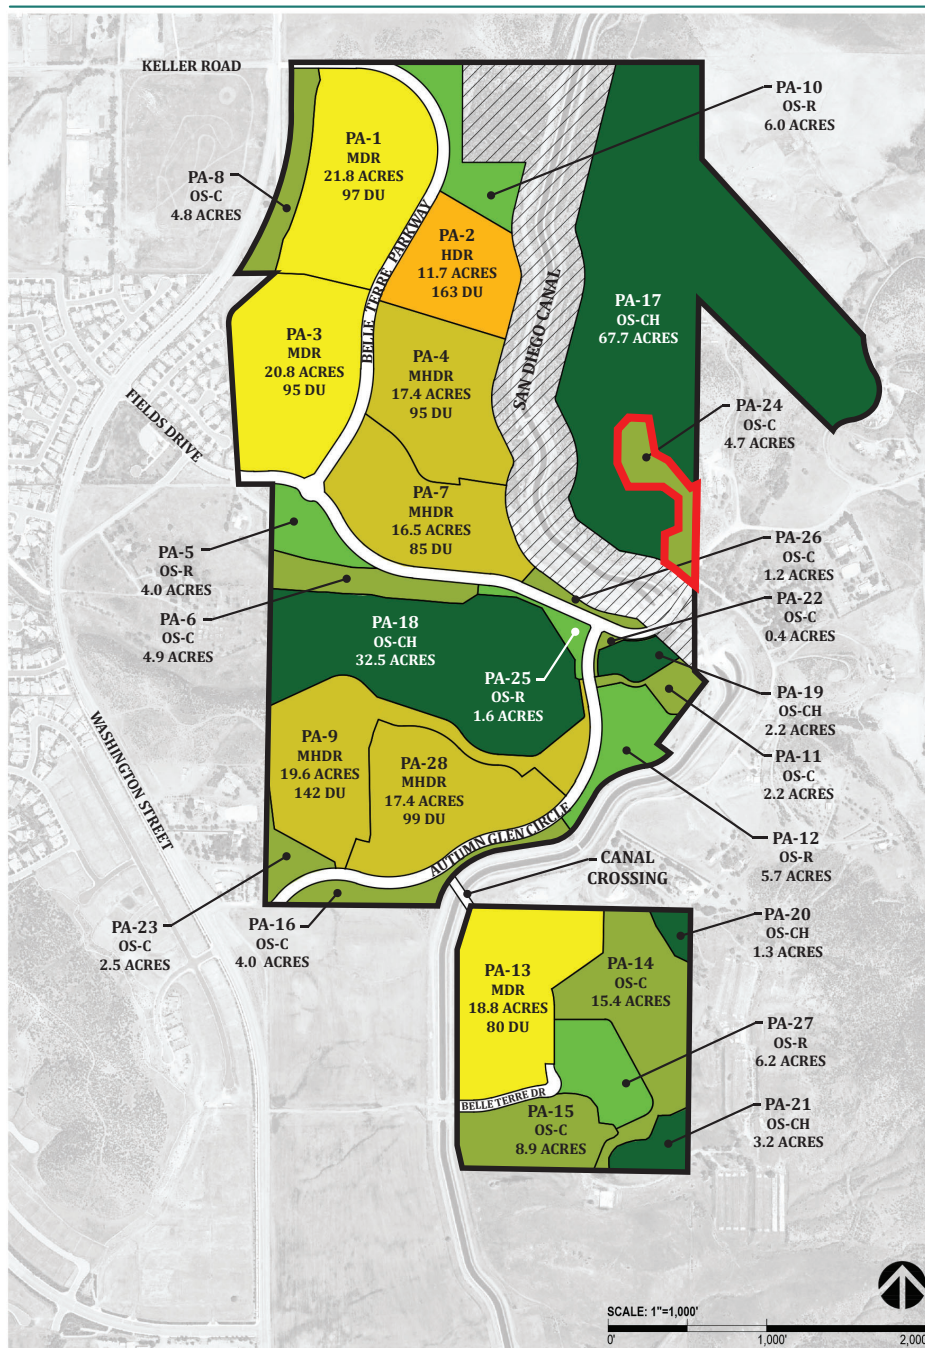 KELLER ROAD
PA-10
OS-R
6.0 ACRES
PA-1
MDR
21.8 ACRES
97 DU
PA-8
OS-C
4.8 ACRES
BELLE TERRE PARKWAY
PA-2
HDR
11.7 ACRES
163 DU
SAN DIEGO CANAL
PA-17
OS-CH
67.7 ACRES
PA-3
MDR
20.8 ACRES
95 DU
PA-4
MHDR
17.4 ACRES
95 DU
FIELDS DRIVE
PA-24
OS-C
4.7 ACRES
PA-7
MHDR
16.5 ACRES
85 DU
PA-5
OS-R
4.0 ACRES
PA-26
OS-C
1.2 ACRES
PA-6
OS-C
4.9 ACRES
PA-18
OS-CH
32.5 ACRES
PA-22
OS-C
0.4 ACRES
PA-25
OS-R
1.6 ACRES
PA-19
OS-CH
2.2 ACRES
WASHINGTON STREET
PA-9
MHDR
19.6 ACRES
142 DU
PA-28
MHDR
17.4 ACRES
99 DU
PA-11
OS-C
2.2 ACRES
AUTUMN GLEN CIRCLE
PA-12
OS-R
5.7 ACRES
CANAL
CROSSING
PA-23
OS-C
2.5 ACRES
PA-16
OS-C
4.0 ACRES
PA-20
OS-CH
1.3 ACRES
PA-13
MDR
18.8 ACRES
80 DU
PA-14
OS-C
15.4 ACRES
PA-27
OS-R
6.2 ACRES
BELLE TERRE DR
PA-15
OS-C
8.9 ACRES
PA-21
OS-CH
3.2 ACRES
SCALE: 1"=1,000'
0' 1,000' 2,000